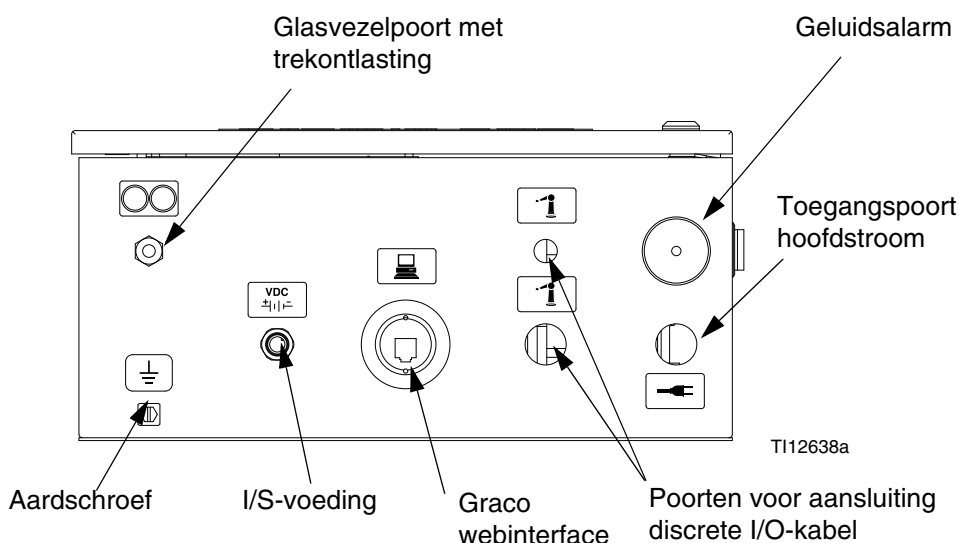 Glasvezelpoort met
trekontlasting
Geluidsalarm
Toegangspoort
hoofdstroom
VDC
TI12638a
Aardschroef
I/S-voeding
Graco
webinterface
Poorten voor aansluiting
discrete I/O-kabel